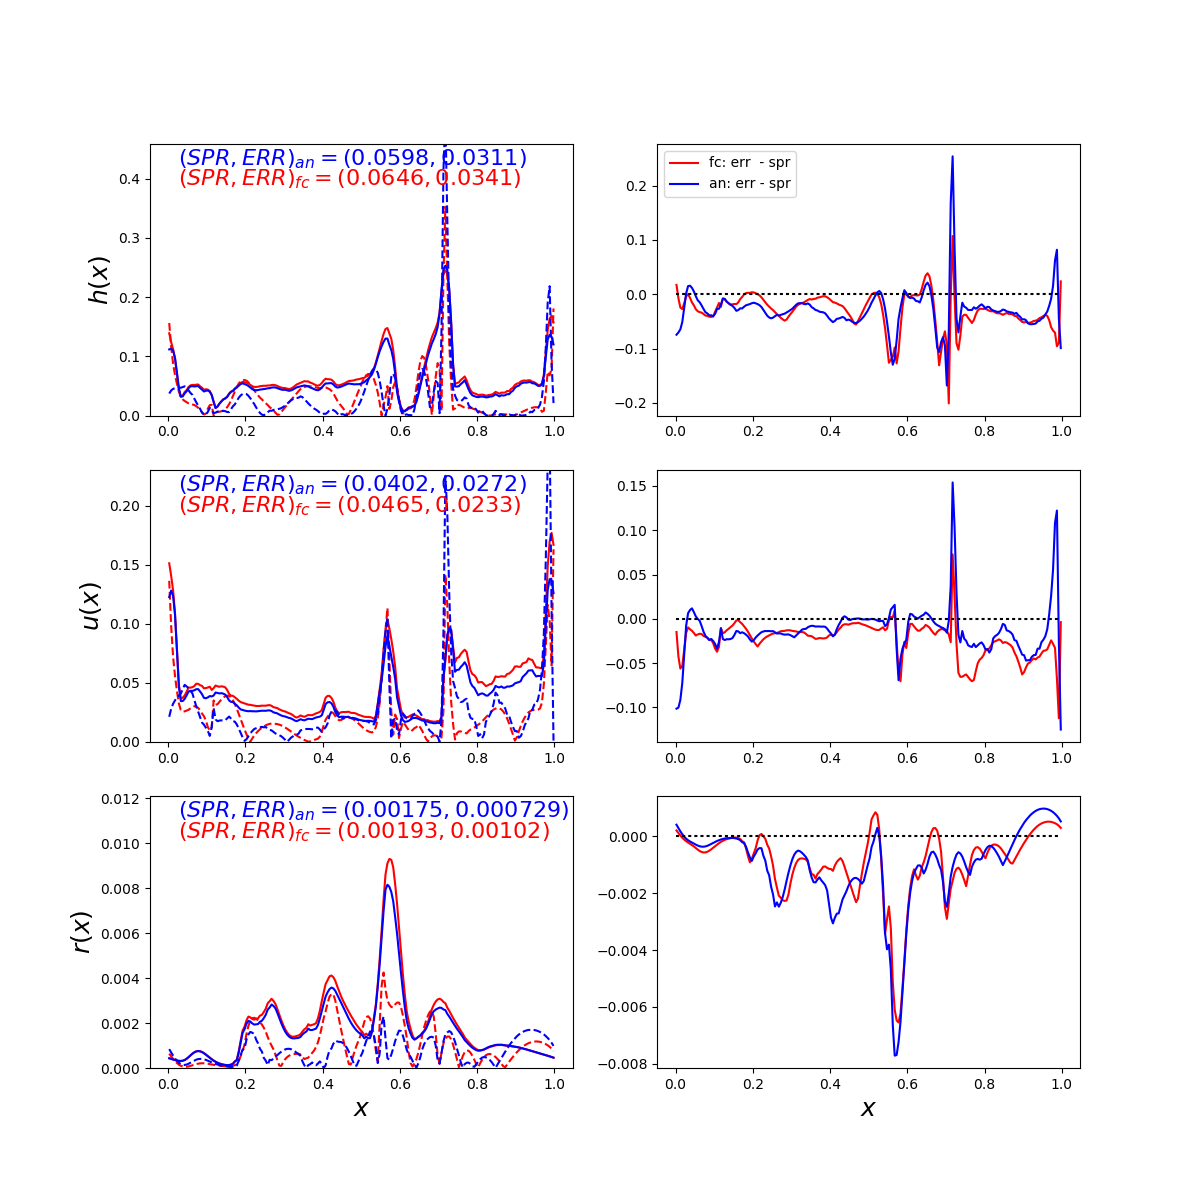 (SPR, ERR)an = (0.0598, 0.0311)
(SPR, ERR)fc = (0.0646, 0.0341)
h(x)
0.4
0.3
0.2
0.1
0.0
0.0 0.2 0.4 0.6 0.8 1.0
fc: err - spr
an: err - spr
0.2
0.1
0.0
−0.1
−0.2
0.0 0.2 0.4 0.6 0.8 1.0
(SPR, ERR)an = (0.0402, 0.0272)
(SPR, ERR)fc = (0.0465, 0.0233)
u(x)
0.20
0.15
0.10
0.05
0.00
0.0 0.2 0.4 0.6 0.8 1.0
0.15
0.10
0.05
0.00
−0.05
−0.10
0.0 0.2 0.4 0.6 0.8 1.0
(SPR, ERR)an = (0.00175, 0.000729)
(SPR, ERR)fc = (0.00193, 0.00102)
r(x)
0.012
0.010
0.008
0.006
0.004
0.002
0.000
0.0 0.2 0.4 0.6 0.8 1.0
x
0.000
−0.002
−0.004
−0.006
−0.008
0.0 0.2 0.4 0.6 0.8 1.0
x